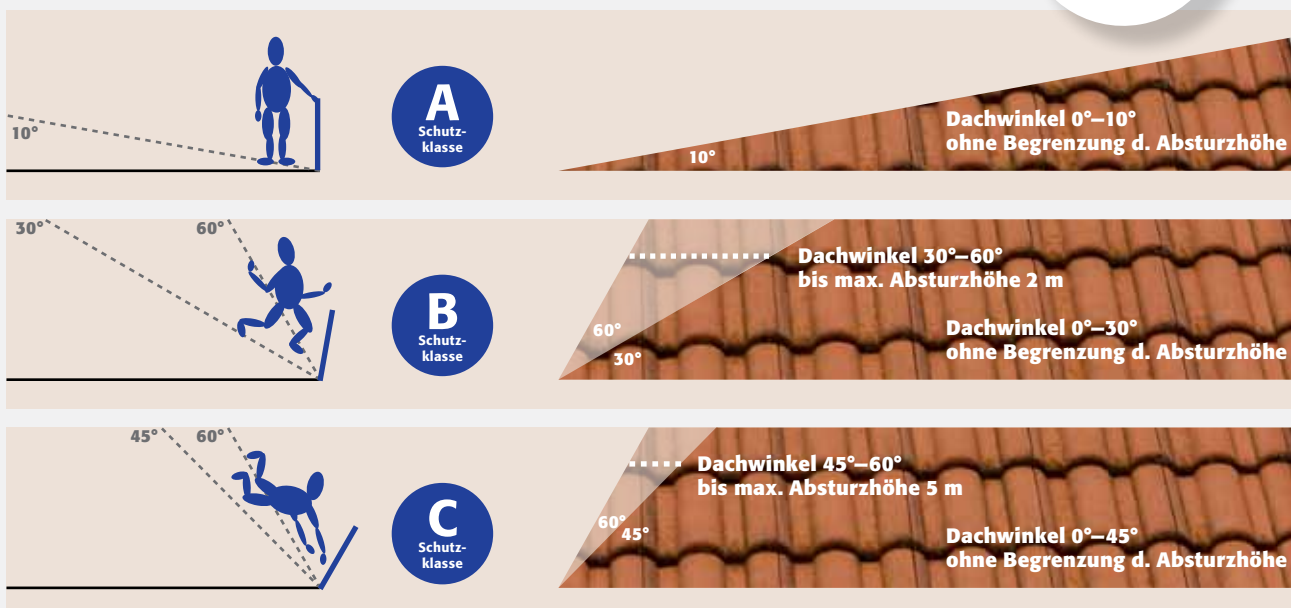 10°
A
Schutz-
klasse
10°
Dachwinkel 0°–10°
ohne Begrenzung d. Absturzhöhe
30°
60°
B
Schutz-
klasse
60°
30°
Dachwinkel 30°–60°
bis max. Absturzhöhe 2 m
Dachwinkel 0°–30°
ohne Begrenzung d. Absturzhöhe
45°
60°
C
Schutz-
klasse
60°
45°
Dachwinkel 45°–60°
bis max. Absturzhöhe 5 m
Dachwinkel 0°–45°
ohne Begrenzung d. Absturzhöhe